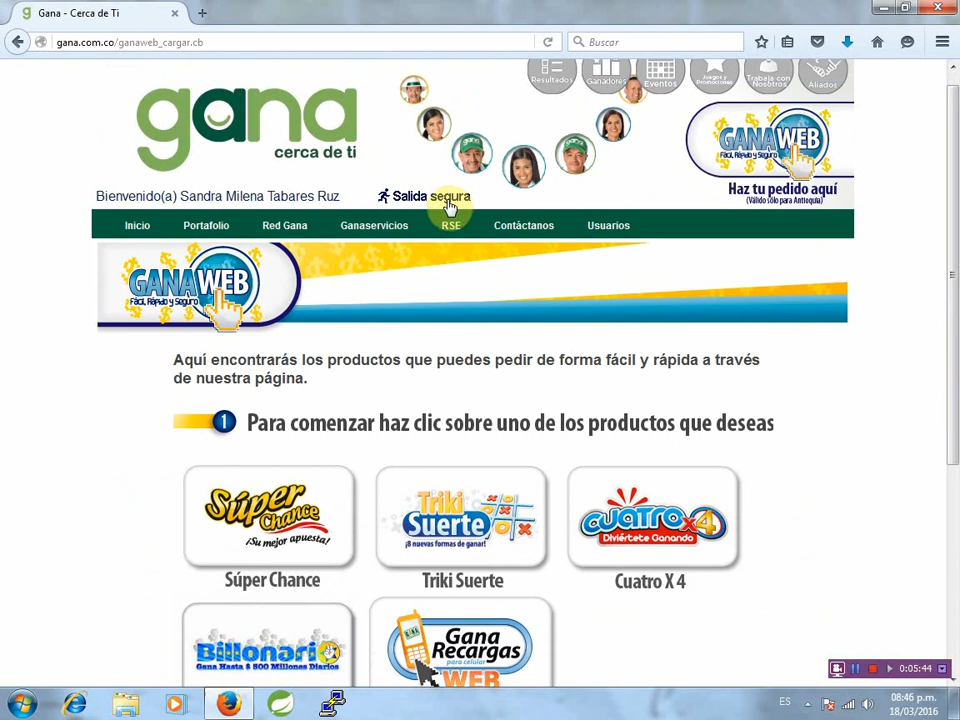 Gana - Cerca de Ti
gana.com.co/ganaweb_cargar.cb
Buscar
Resultados
Ganadores
Eventos
Juegos y Promociones
Trabaja con Nosotros
Aliados
gana
cerca de ti
GANAWEB
Fácil, Rápido y Seguro
Haz tu pedido aquí
(Válido sólo para Antioquia)
Bienvenido(a) Sandra Milena Tabares Ruz
Salida segura
Inicio
Portafolio
Red Gana
Ganaservicios
RSE
Contáctanos
Usuarios
GANAWEB
Fácil, Rápido y Seguro
Aquí encontrarás los productos que puedes pedir de forma fácil y rápida a través
de nuestra página.
1 Para comenzar haz clic sobre uno de los productos que deseas
Súper
Chance
¡Su mejor apuesta!
Triki
Suerte
¡8 nuevas formas de ganar!
CUATRO X4
Diviértete Ganando
Súper Chance
Triki Suerte
Cuatro X 4
Billonario
Gana Hasta $ 800 Millones Diarios
Gana
Recargas
para celular
WEB
0:05:44
ES
08:46 p.m.
18/03/2016